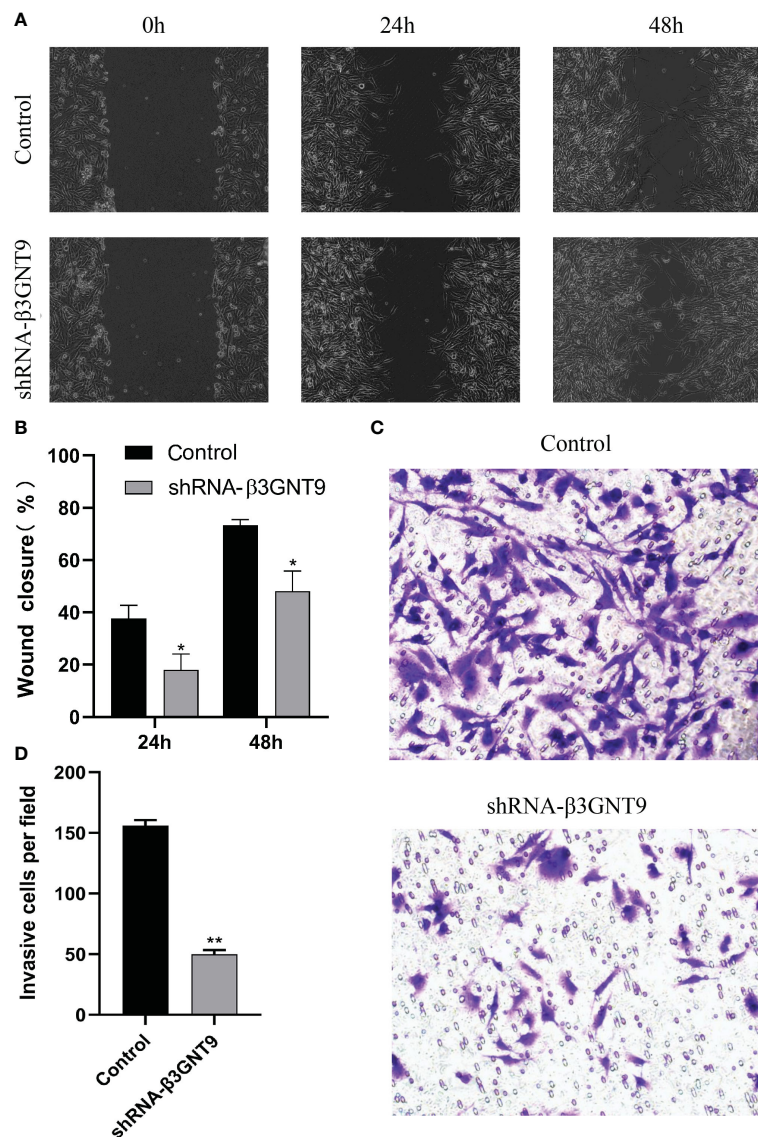 A
0h
24h
48h
Control
shRNA-β3GNT9
B
Wound closure( %)
100
80
60
40
20
0
Control
shRNA-β3GNT9
*
*
24h
48h
C
Control
shRNA-β3GNT9
D
Invasive cells per field
200
150
100
50
0
**
Control
shRNA-β3GNT9